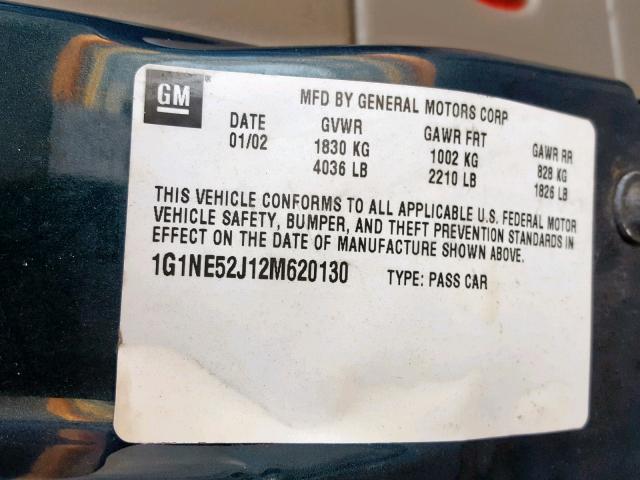 GM
MFD BY GENERAL MOTORS CORP
DATE GVWR GAWR FRT GAWR RR
01/02 1830 KG 1002 KG 828 KG
4036 LB 2210 LB 1826 LB
THIS VEHICLE CONFORMS TO ALL APPLICABLE U.S. FEDERAL MOTOR
VEHICLE SAFETY, BUMPER, AND THEFT PREVENTION STANDARDS IN
EFFECT ON THE DATE OF MANUFACTURE SHOWN ABOVE.
1G1NE52J12M620130 TYPE: PASS CAR